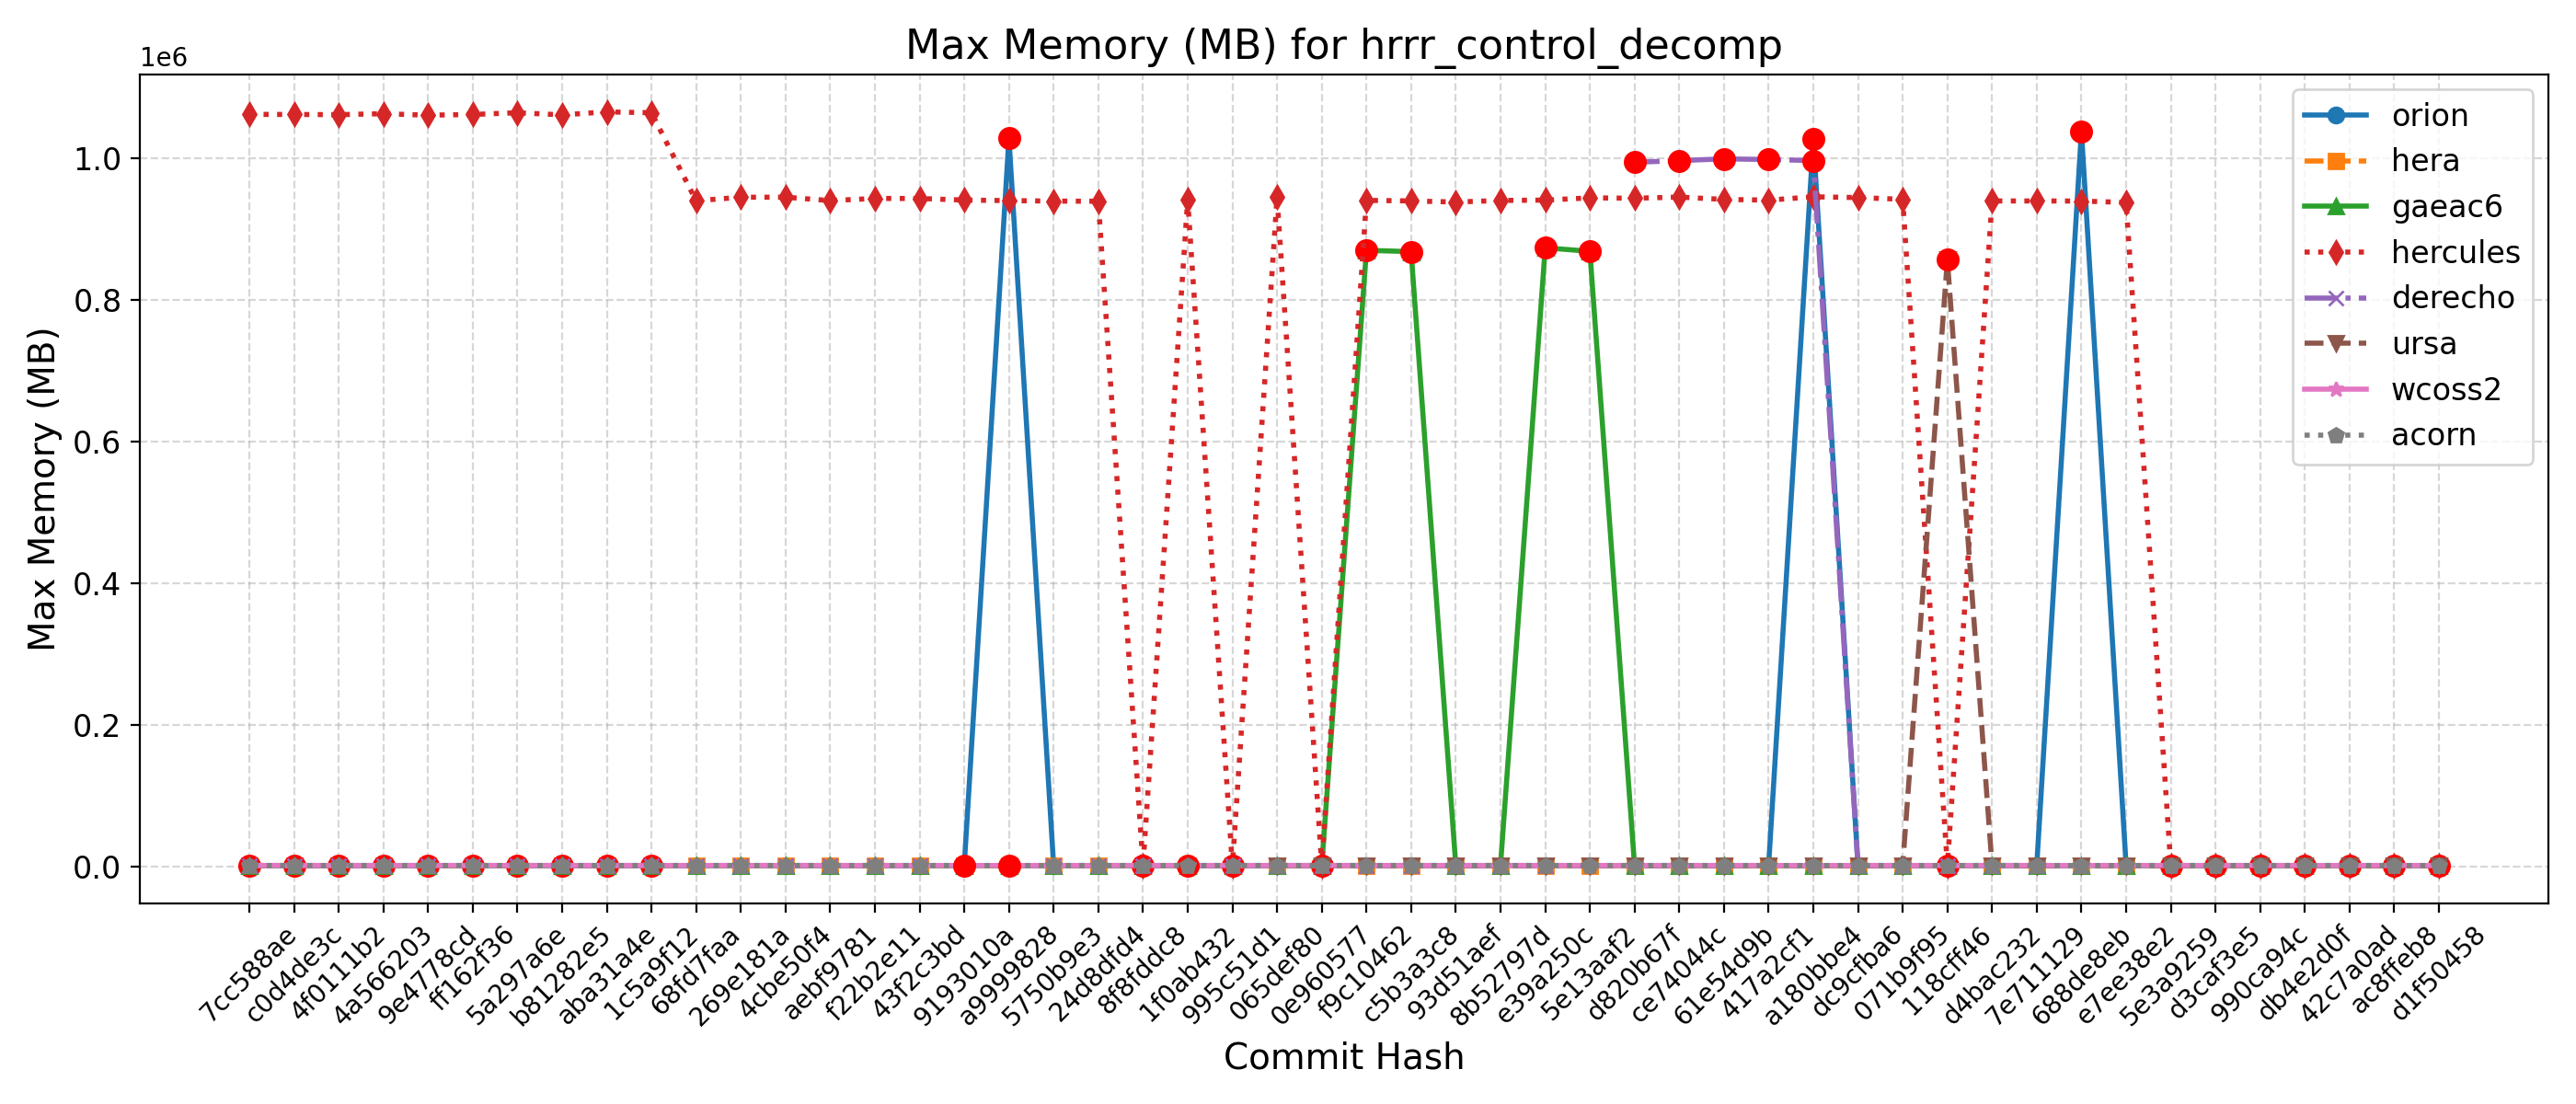 Max Memory (MB) for hrrr_control_decomp
1e6
1.0
0.8
0.6
0.4
0.2
0.0
Max Memory (MB)
orion
hera
gaeac6
hercules
derecho
ursa
wcoss2
acorn
7cc588ae
c0d4de3c
4f0111b2
4a566203
9e4778cd
ff162f36
5a297a6e
b81282e5
aba31a4e
1c5a9f12
68fd7faa
269e181a
4cbe50f4
aebf9781
f22b2e11
43f2c3bd
9193010a
a9999828
5750b9e3
24d8dfd4
8f8fddc8
1f0ab432
995c51d1
065def80
0e960577
f9c10462
c5b3a3c8
93d51aef
8b52797d
e39a250c
5e13aaf2
d820b67f
ce74044c
61e54d9b
417a2cf1
a180bbe4
dc9cfba6
071b9f95
118cff46
d4bac232
7e711129
688de8eb
e7ee38e2
5e3a9259
d3caf3e5
990ca94c
db4e2d0f
42c7a0ad
ac8ffeb8
d1f50458
Commit Hash